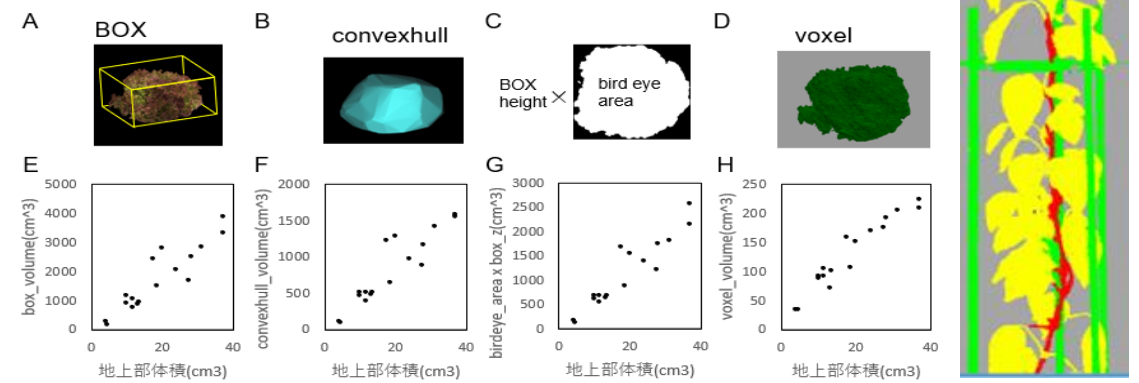 A
BOX
B
convexhull
C
BOX
height ×
bird eye
area
D
voxel
E
box_volume(cm^3)
5000
4000
3000
2000
1000
0
0
20
40
地上部体積(cm3)
F
convexhull_volume(cm^3)
2000
1500
1000
500
0
0
20
40
地上部体積(cm3)
G
birdeye_area x box_z(cm^3)
3000
2500
2000
1500
1000
500
0
0
20
40
地上部体積(cm3)
H
voxel_volume(cm^3)
250
200
150
100
50
0
0
20
40
地上部体積(cm3)